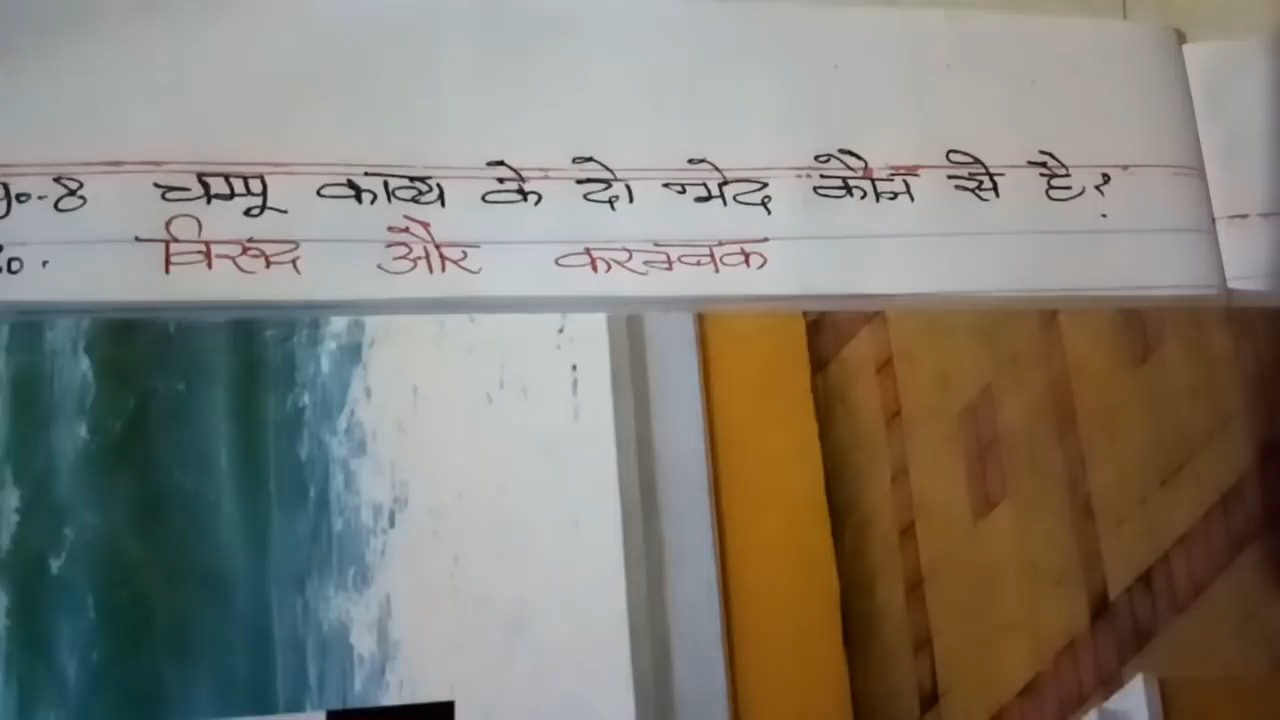 प्र०-8 चम्पू काव्य के दो भेद कौन से है?
उ०. विरूद और करम्बक